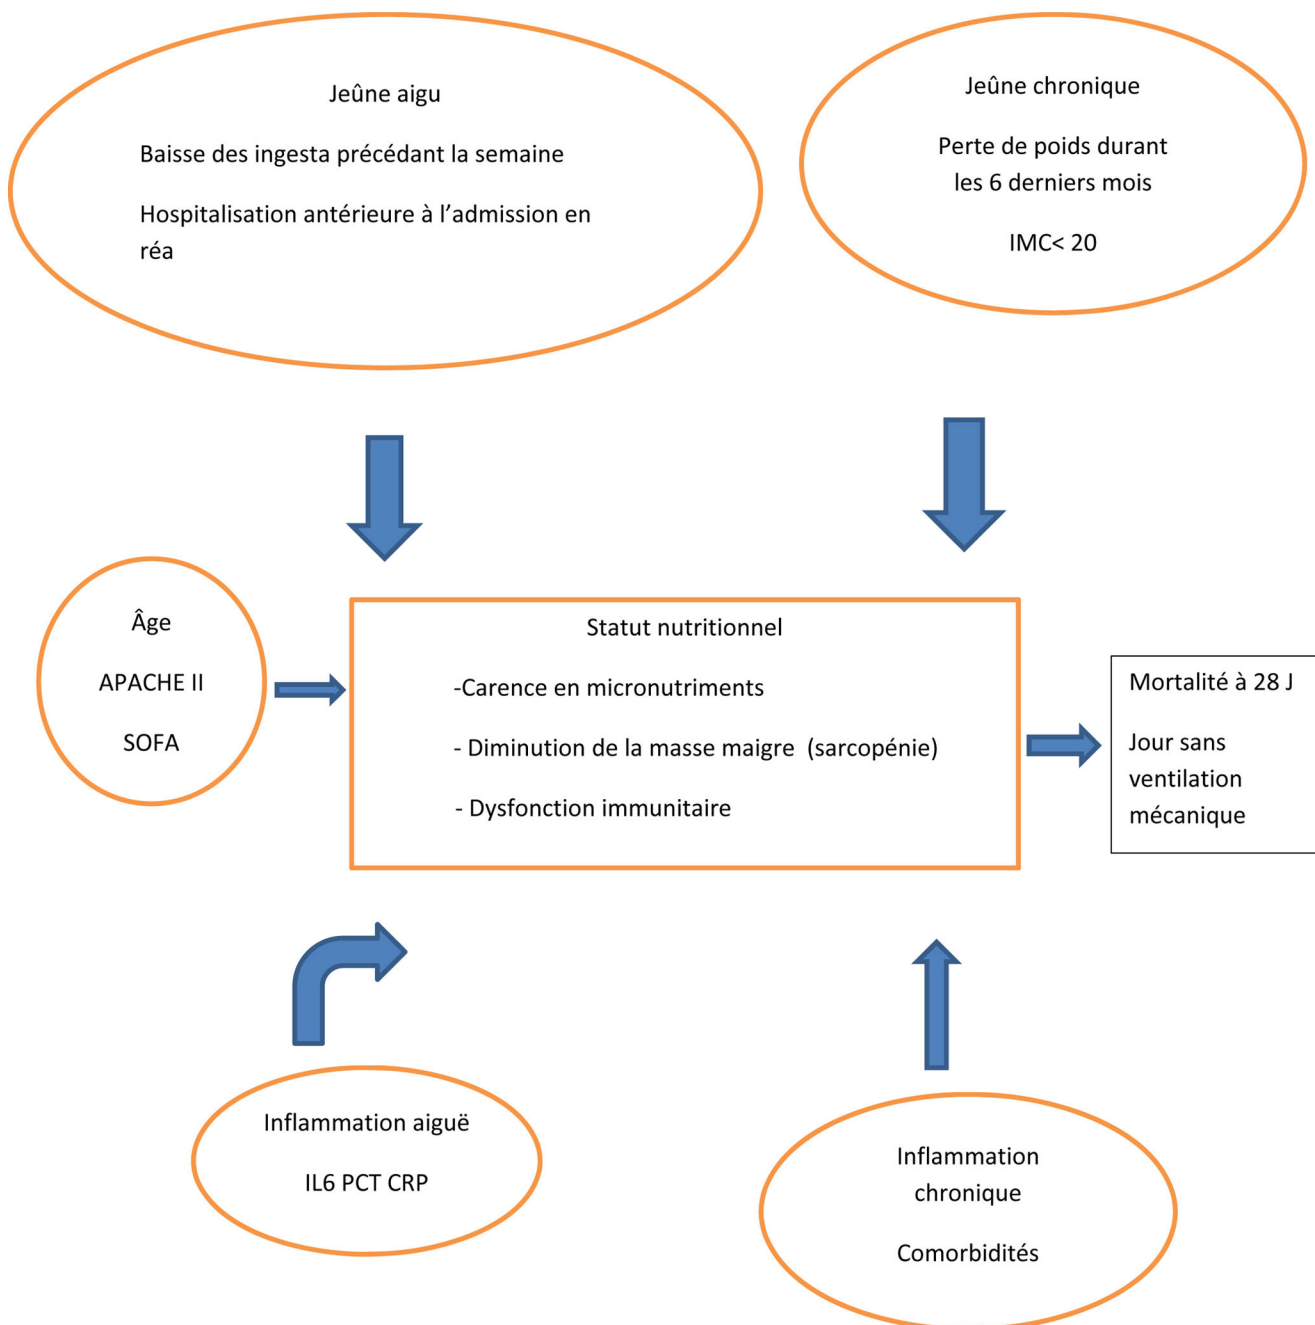 Jeûne aigu
Baisse des ingesta précédant la semaine
Hospitalisation antérieure à l’admission en
réa
Jeûne chronique
Perte de poids durant
les 6 derniers mois
IMC< 20
Âge
APACHE II
SOFA
Statut nutritionnel
-Carence en micronutriments
- Diminution de la masse maigre (sarcopénie)
- Dysfonction immunitaire
Mortalité à 28 J
Jour sans
ventilation
mécanique
Inflammation aiguë
IL6 PCT CRP
Inflammation
chronique
Comorbidités